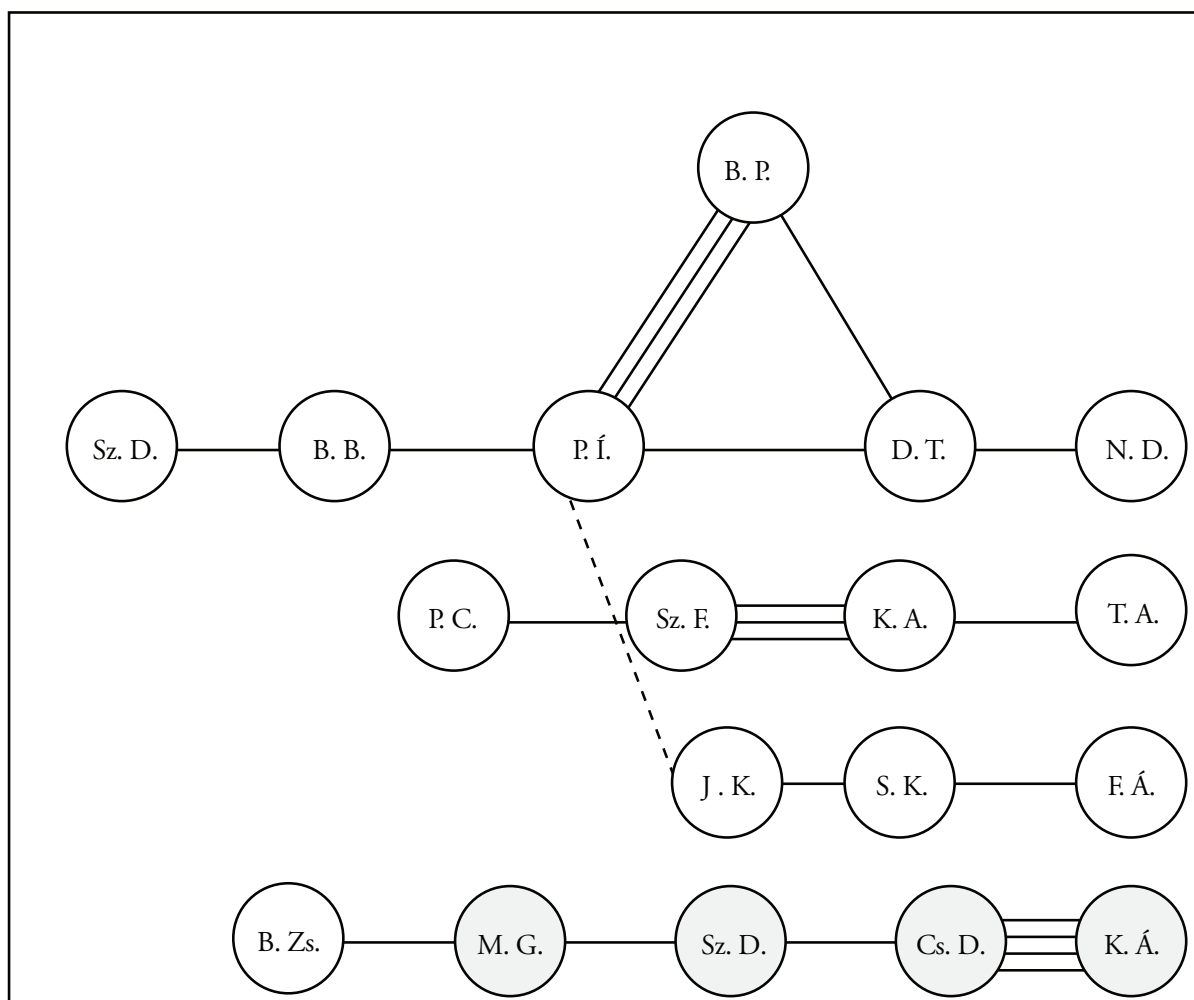 B. P.
Sz. D.
B. B.
P. Í.
D. T.
N. D.
P. C.
Sz. F.
K. A.
T. A.
J . K.
S. K.
F. Á.
B. Zs.
M. G.
Sz. D.
Cs. D.
K. Á.